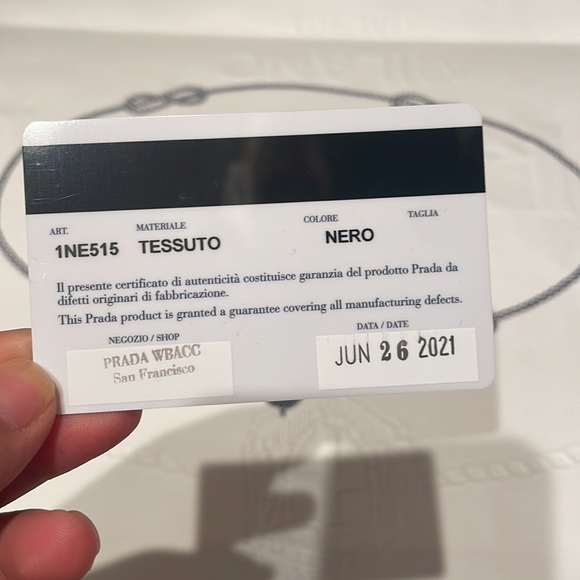 ART. MATERIALE COLORE TAGLIA
1NE515 TESSUTO NERO
Il presente certificato di autenticità costituisce garanzia del prodotto Prada da
difetti originari di fabbricazione.
This Prada product is granted a guarantee covering all manufacturing defects.
NEGOZIO / SHOP DATA / DATE
PRADA WBACC JUN 26 2021
San Francisco